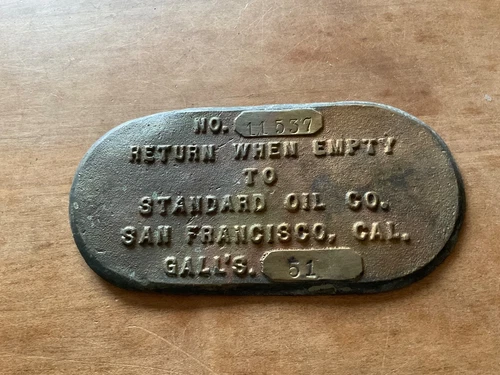 NO. 11537
RETURN WHEN EMPTY
TO
STANDARD OIL CO.
SAN FRANCISCO, CAL.
GALL'S. 51